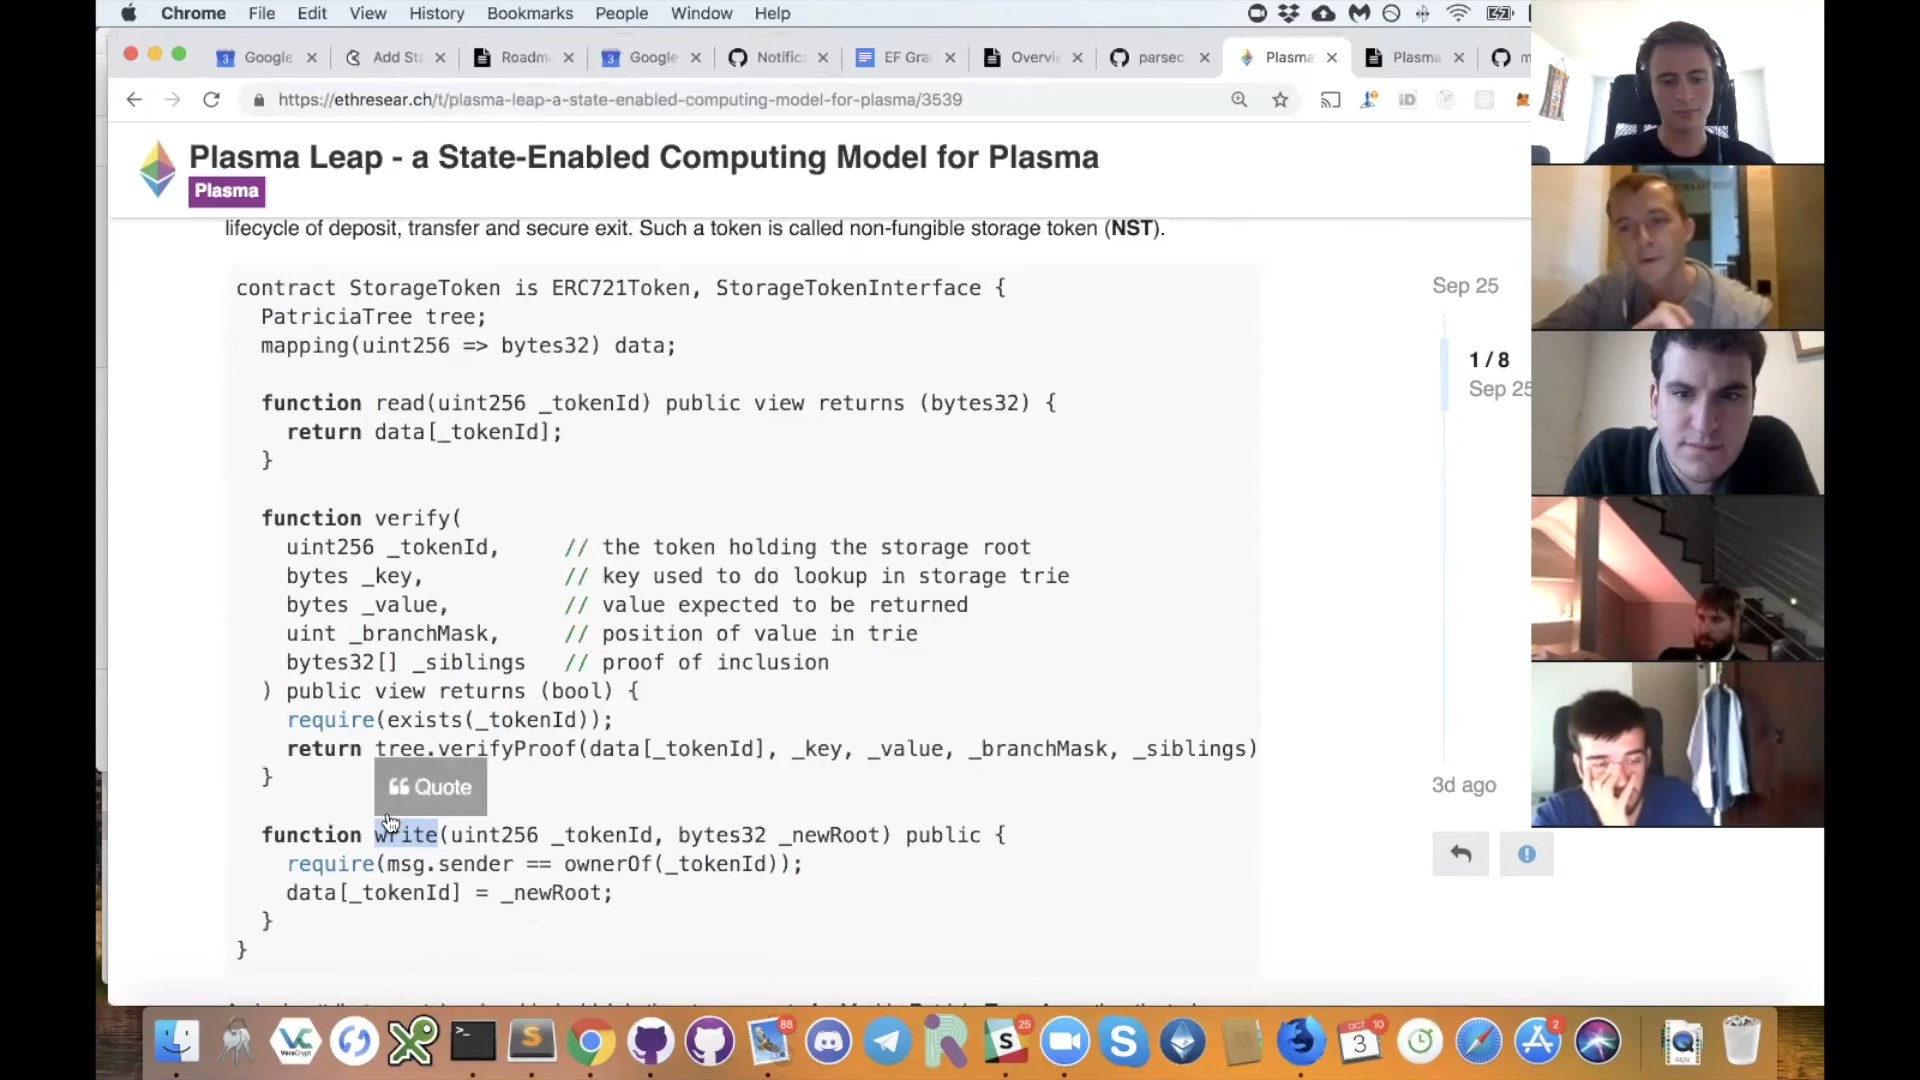 Chrome File Edit View History Bookmarks People Window Help
Google Add St Roadm Google Notific EF Gra Overvi parsec Plasma Plasma m
https://ethresear.ch/t/plasma-leap-a-state-enabled-computing-model-for-plasma/3539
Plasma Leap - a State-Enabled Computing Model for Plasma
Plasma
lifecycle of deposit, transfer and secure exit. Such a token is called non-fungible storage token (NST).
contract StorageToken is ERC721Token, StorageTokenInterface {
PatriciaTree tree;
mapping(uint256 => bytes32) data;
function read(uint256 _tokenId) public view returns (bytes32) {
return data[_tokenId];
}
function verify(
uint256 _tokenId, // the token holding the storage root
bytes _key, // key used to do lookup in storage trie
bytes _value, // value expected to be returned
uint _branchMask, // position of value in trie
bytes32[] _siblings // proof of inclusion
) public view returns (bool) {
require(exists(_tokenId));
return tree.verifyProof(data[_tokenId], _key, _value, _branchMask, _siblings)
}
Quote
function write(uint256 _tokenId, bytes32 _newRoot) public {
require(msg.sender == ownerOf(_tokenId));
data[_tokenId] = _newRoot;
}
}
Sep 25
1 / 8
Sep 25
3d ago
VeraCrypt
88
25
OCT 10
3
2
MOV